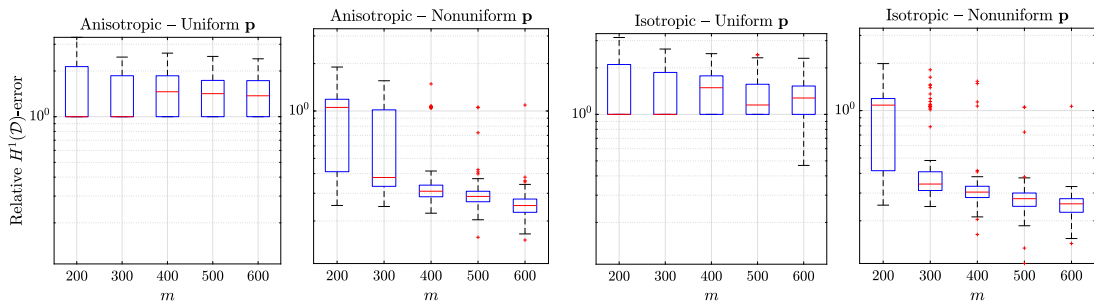 Anisotropic – Uniform p
Relative H¹(𝒟)-error
10⁰
200 300 400 500 600
m
Anisotropic – Nonuniform p
10⁰
200 300 400 500 600
m
Isotropic – Uniform p
10⁰
200 300 400 500 600
m
Isotropic – Nonuniform p
10⁰
200 300 400 500 600
m